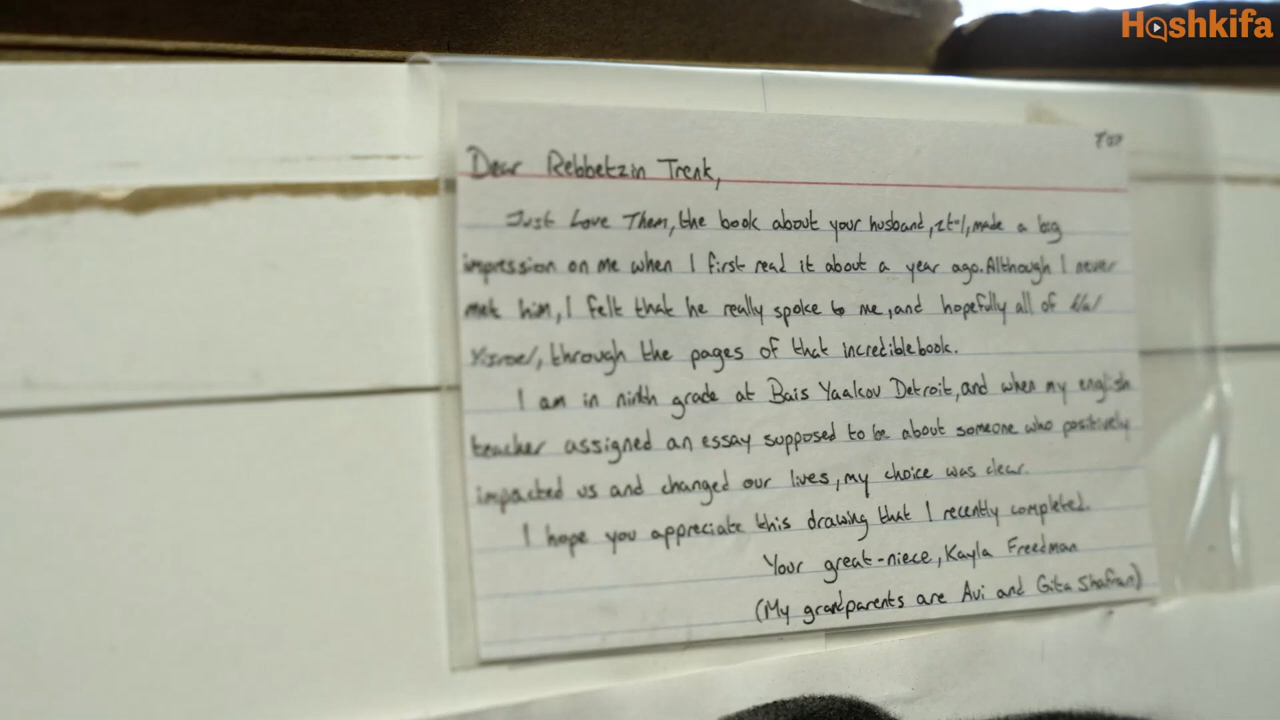 Hashkifa
בס"ד
Dear Rebbetzin Trenk,
Just Love Them, the book about your husband, zt"l, made a big
impression on me when I first read it about a year ago. Although I never
met him, I felt that he really spoke to me, and hopefully all of Klal
Yisroel, through the pages of that incredible book.
I am in ninth grade at Bais Yaakov Detroit, and when my english
teacher assigned an essay supposed to be about someone who positively
impacted us and changed our lives, my choice was clear.
I hope you appreciate this drawing that I recently completed.
Your great-niece, Kayla Freedman
(My grandparents are Avi and Gita Shafran)